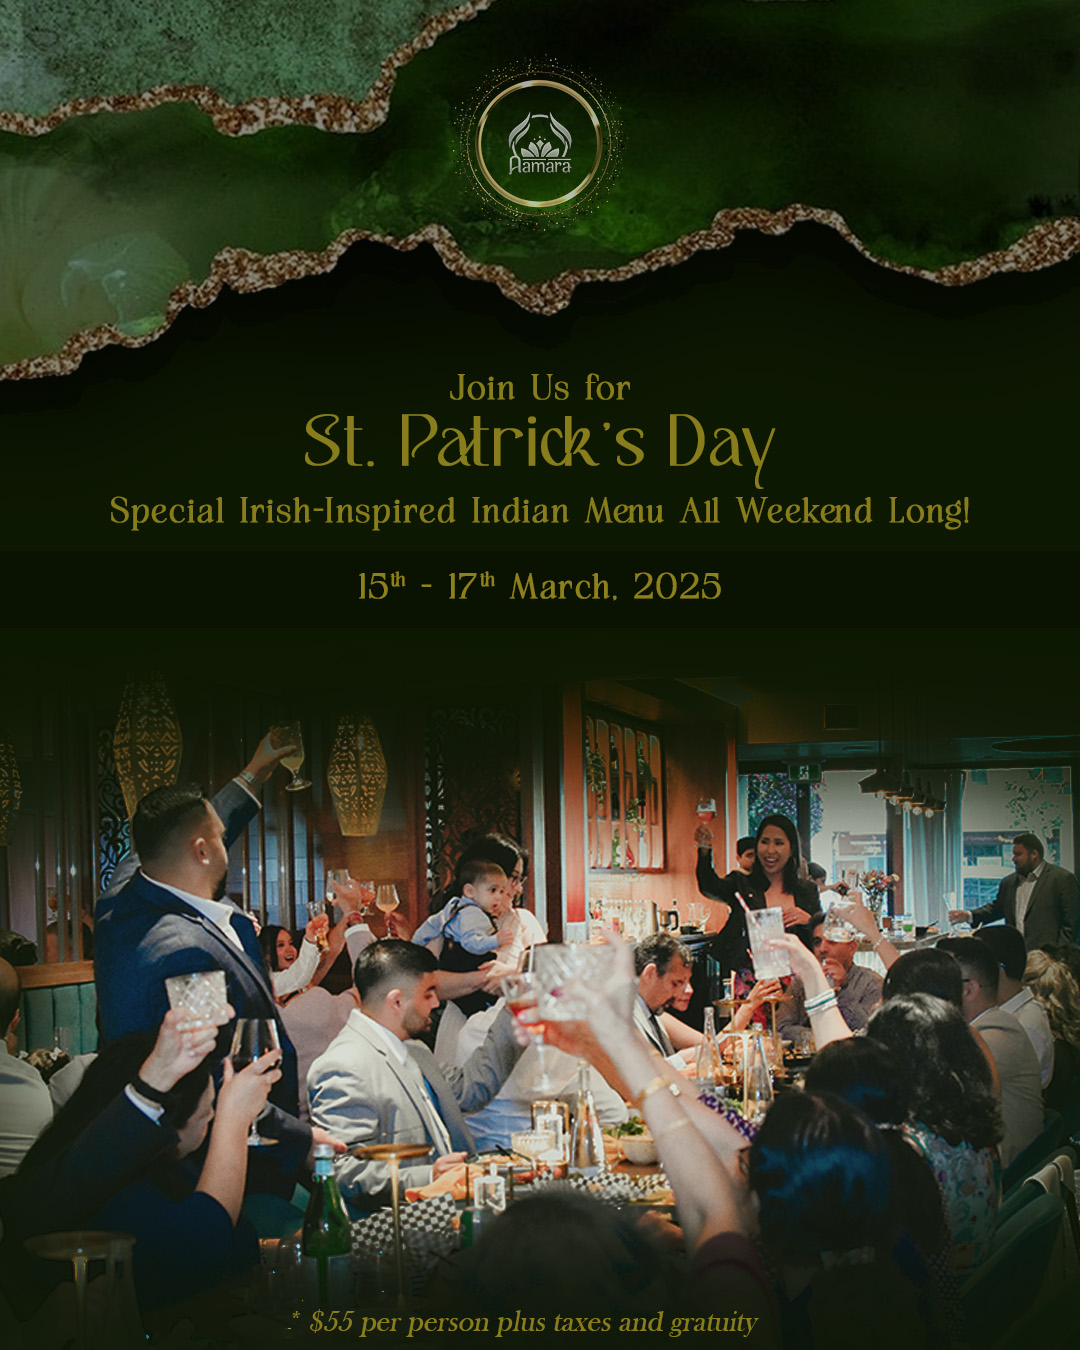 Aamara
Join Us for
St. Patrick's Day
Special Irish-Inspired Indian Menu All Weekend Long!
15th - 17th March, 2025
* $55 per person plus taxes and gratuity